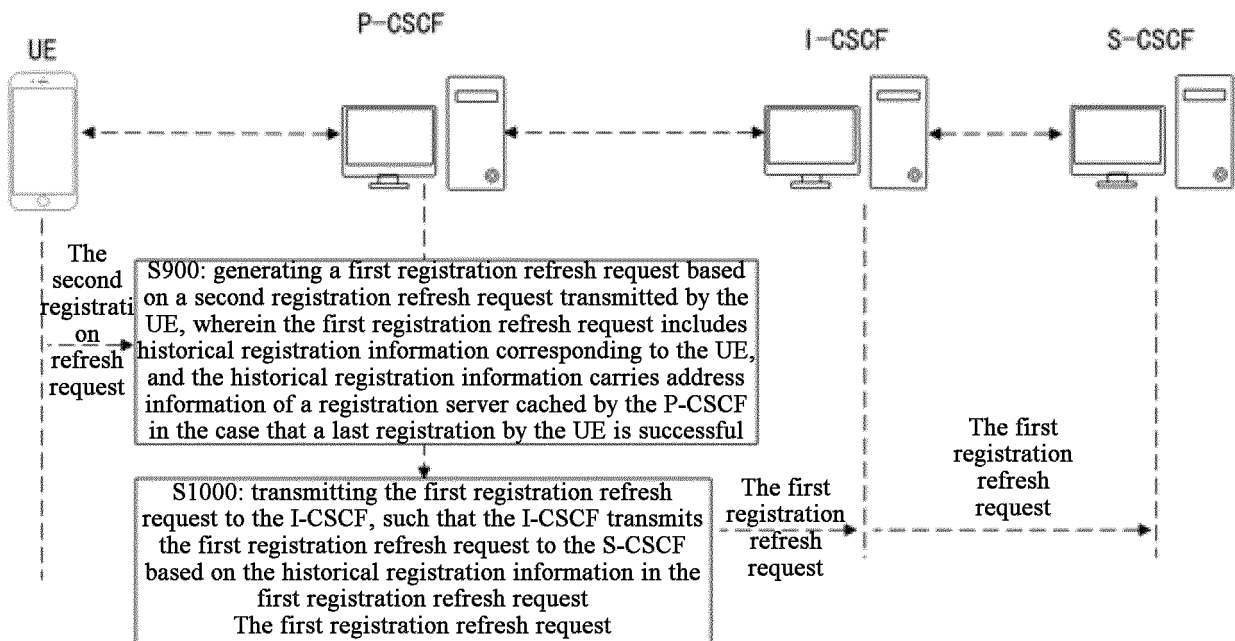 UE
P-CSCF
I-CSCF
S-CSCF
The
second
registrati
on
refresh
request
S900: generating a first registration refresh request based
on a second registration refresh request transmitted by the
UE, wherein the first registration refresh request includes
historical registration information corresponding to the UE,
and the historical registration information carries address
information of a registration server cached by the P-CSCF
in the case that a last registration by the UE is successful
S1000: transmitting the first registration refresh
request to the I-CSCF, such that the I-CSCF transmits
the first registration refresh request to the S-CSCF
based on the historical registration information in the
first registration refresh request
The first registration refresh request
The first
registration
refresh
request
The first
registration
refresh
request